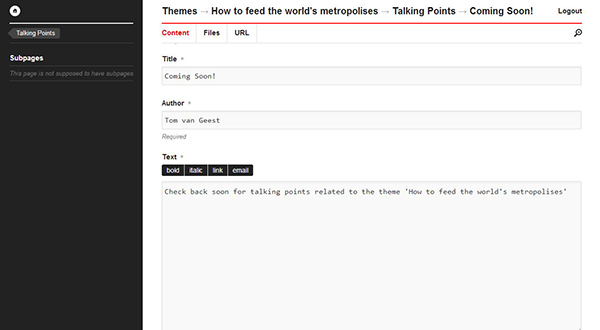 Themes → How to feed the world's metropolises → Talking Points → Coming Soon!
Logout
Talking Points
Subpages
This page is not supposed to have subpages
Content Files URL
Title *
Coming Soon!
Author *
Tom van Geest
Required
Text *
bold italic link email
Check back soon for talking points related to the theme 'How to feed the world's metropolises'